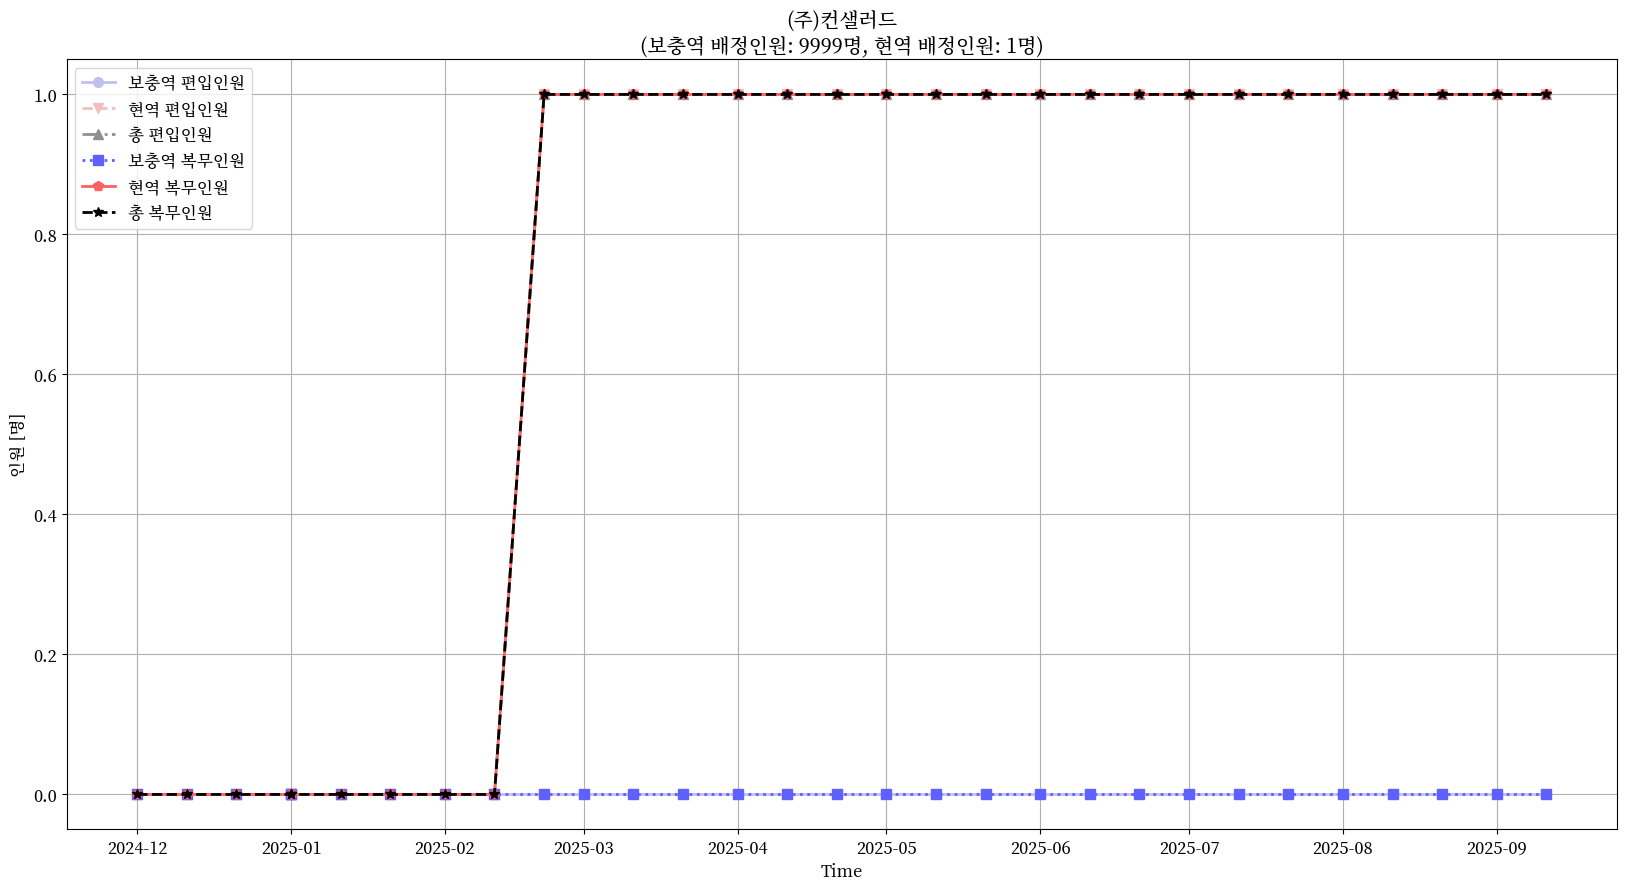 (주)컨샐러드
(보충역 배정인원: 9999명, 현역 배정인원: 1명)
보충역 편입인원
현역 편입인원
총 편입인원
보충역 복무인원
현역 복무인원
총 복무인원
1.0
0.8
0.6
0.4
0.2
0.0
인원 [명]
2024-12
2025-01
2025-02
2025-03
2025-04
2025-05
2025-06
2025-07
2025-08
2025-09
Time